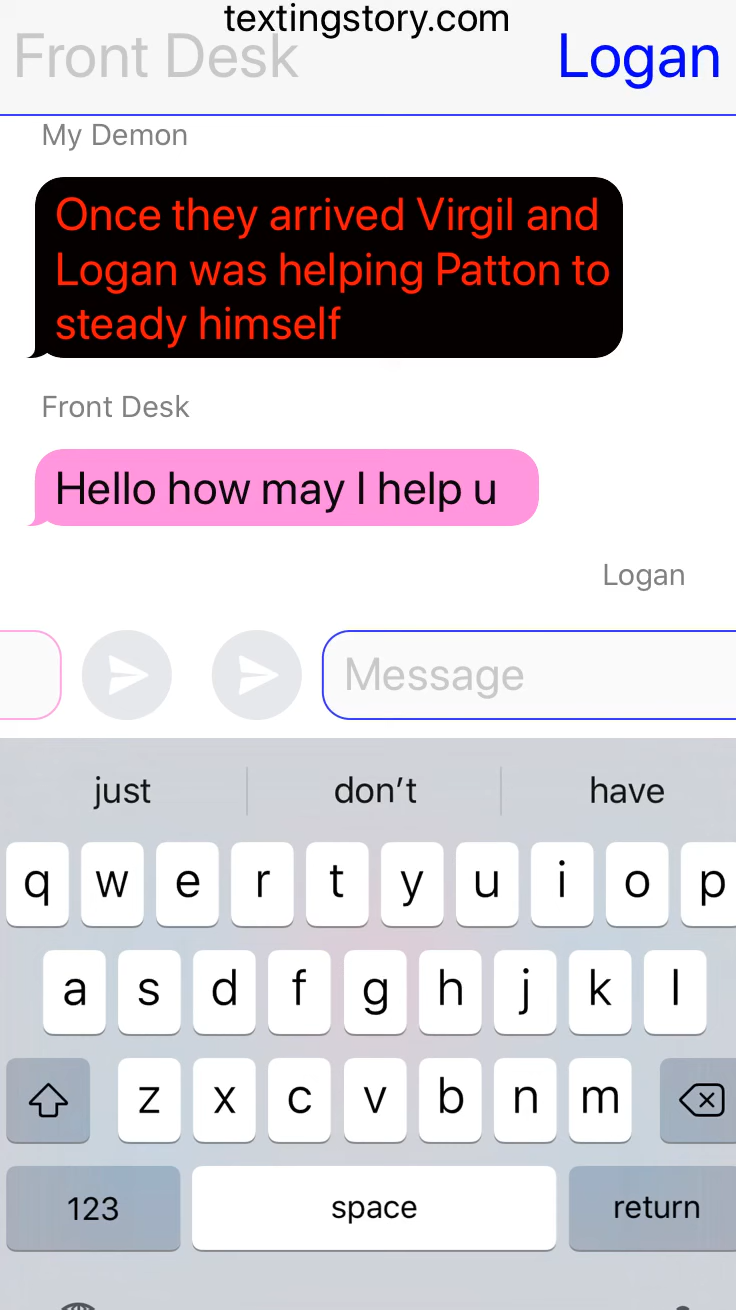 textingstory.com
Front Desk
Logan
My Demon
Once they arrived Virgil and
Logan was helping Patton to
steady himself
Front Desk
Hello how may I help u
Logan
Message
just don’t have
q w e r t y u i o p
a s d f g h j k l
z x c v b n m
123 space return